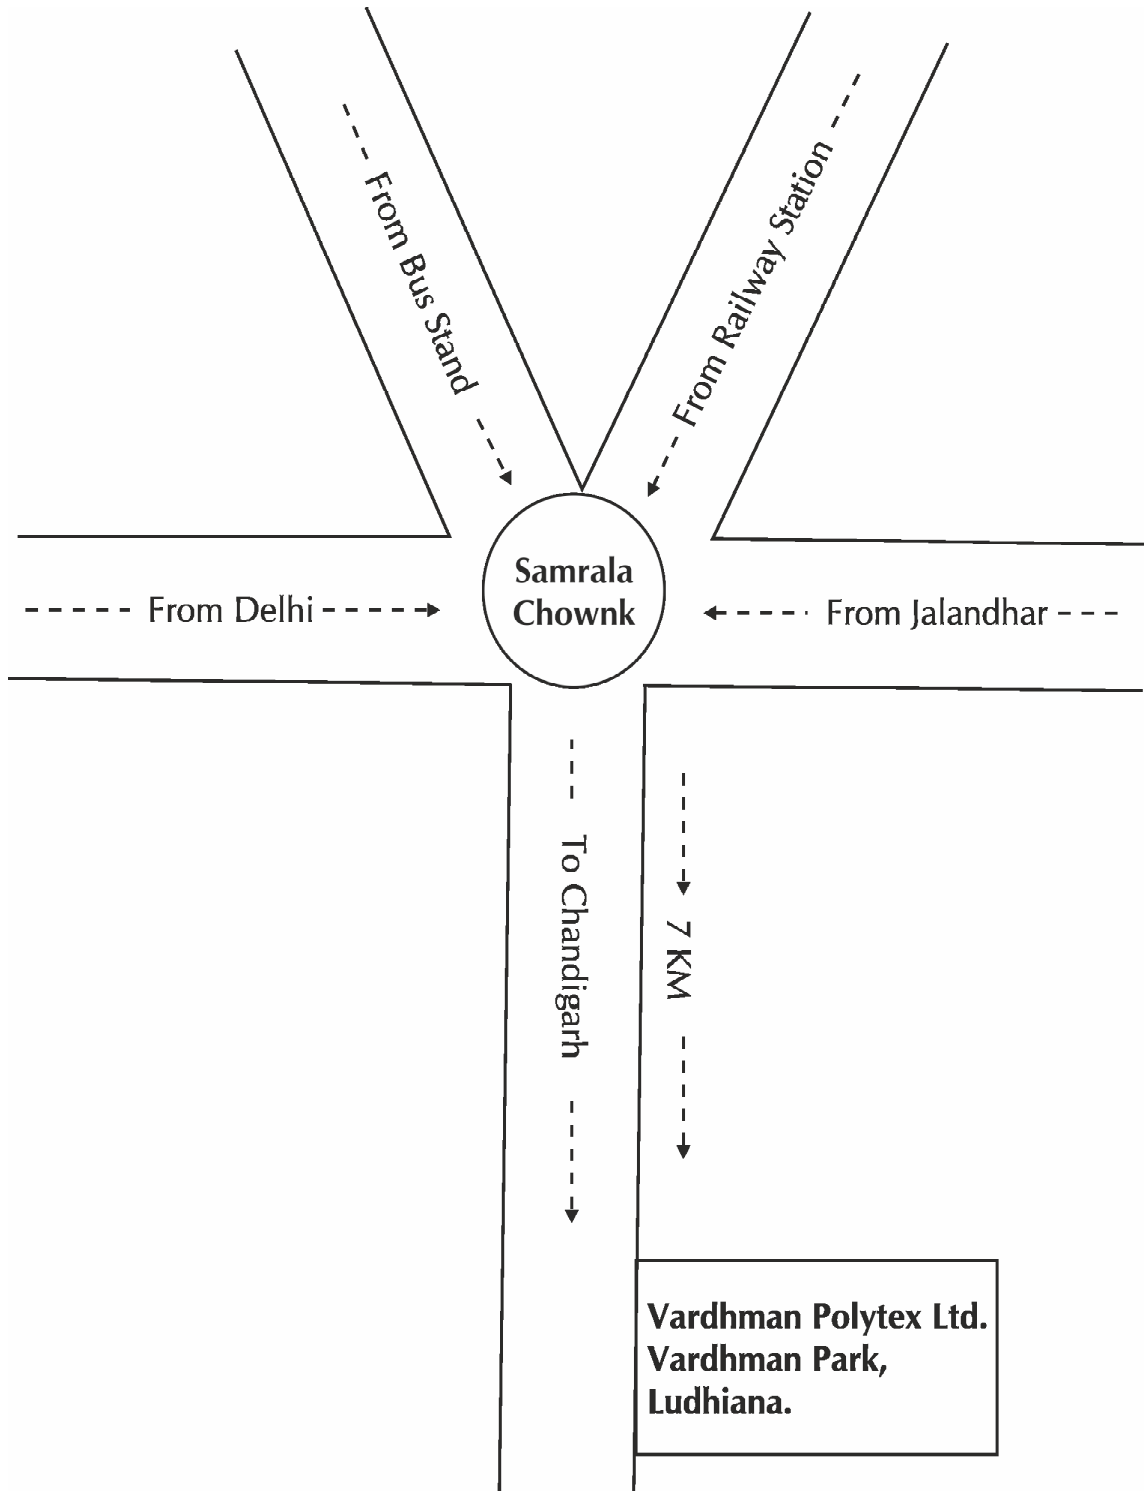 From Bus Stand
From Railway Station
Samrala
Chownk
From Delhi
From Jalandhar
To Chandigarh
7 KM
Vardhman Polytex Ltd.
Vardhman Park,
Ludhiana.